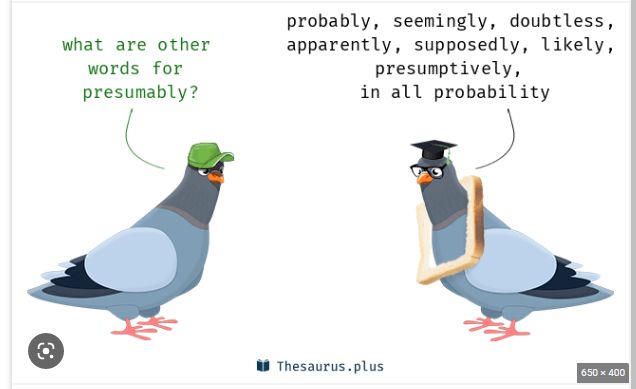 what are other
words for
presumably?
probably, seemingly, doubtless,
apparently, supposedly, likely,
presumptively,
in all probability
Thesaurus.plus
650 × 400